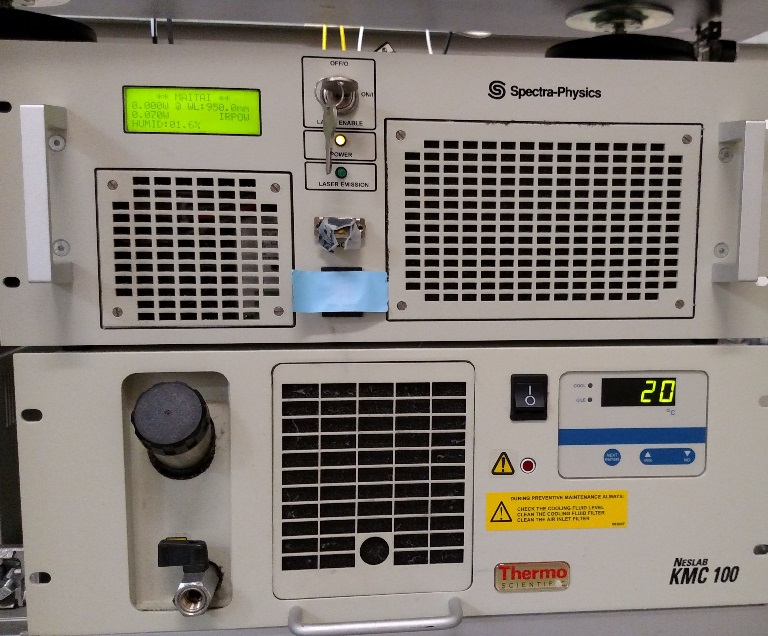 OFF/O
ON/I
ENABLE
POWER
LASER EMISSION
** MAITAI **
0.000W @ WL:950.0nm
0.070W IRPOW
HUMID:01.6%
Spectra-Physics
COOL
20
°C
NEXT
ENTER
DURING PREVENTIVE MAINTENANCE ALWAYS:
CHECK THE COOLING FLUID LEVEL
CLEAN THE COOLING FLUID FILTER
CLEAN THE AIR INLET FILTER
Thermo
SCIENTIFIC
NESLAB
KMC 100